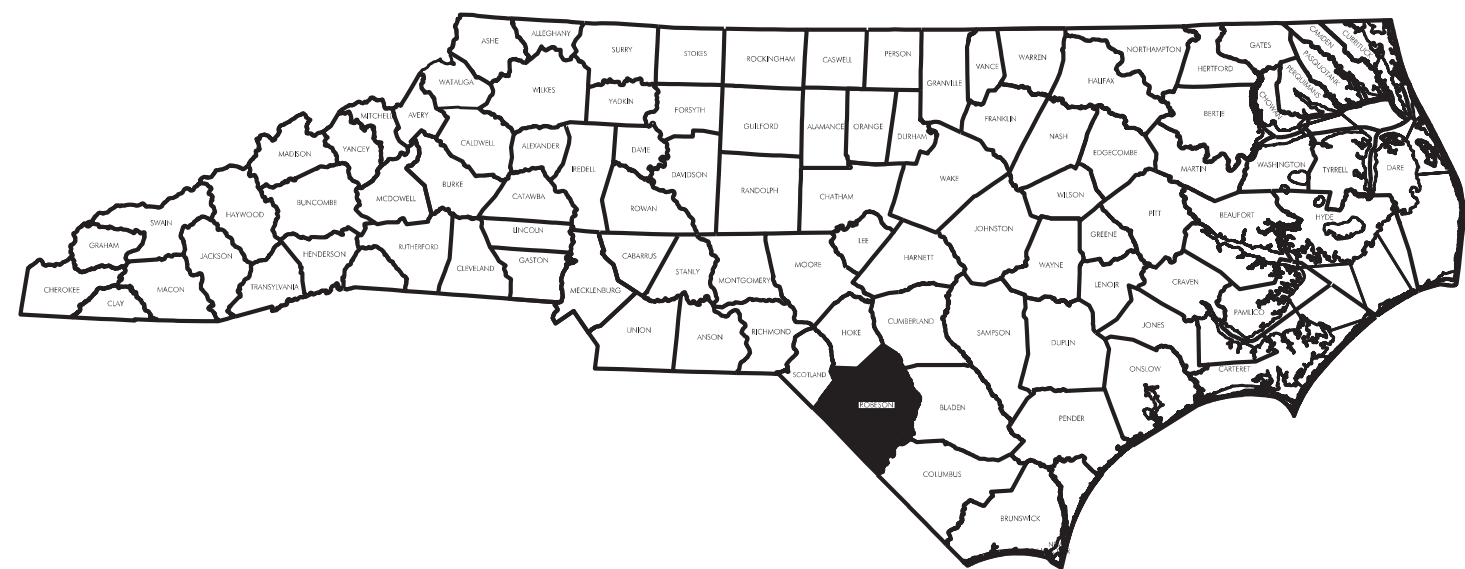 ASHE
ALLEGHANY
SURRY
STOKES
ROCKINGHAM
CASWELL
PERSON
GRANVILLE
VANCE
WARREN
NORTHAMPTON
GATES
CAMDEN
CURRITUCK
PASQUOTANK
PERQUIMANS
CHOWAN
HERTFORD
HALIFAX
BERTIE
WATAUGA
WILKES
YADKIN
FORSYTH
GUILFORD
ALAMANCE
ORANGE
DURHAM
FRANKLIN
NASH
EDGECOMBE
MARTIN
WASHINGTON
TYRRELL
DARE
MITCHELL
AVERY
CALDWELL
ALEXANDER
IREDELL
DAVIE
DAVIDSON
RANDOLPH
CHATHAM
WAKE
WILSON
PITT
BEAUFORT
HYDE
MADISON
YANCEY
BURKE
CATAWBA
ROWAN
BUNCOMBE
MCDOWELL
HAYWOOD
SWAIN
GRAHAM
JACKSON
HENDERSON
RUTHERFORD
CLEVELAND
LINCOLN
GASTON
CABARRUS
STANLY
MONTGOMERY
MOORE
LEE
HARNETT
JOHNSTON
WAYNE
GREENE
LENOIR
CRAVEN
PAMLICO
CHEROKEE
CLAY
MACON
TRANSYLVANIA
MECKLENBURG
UNION
ANSON
RICHMOND
SCOTLAND
HOKE
CUMBERLAND
SAMPSON
DUPLIN
JONES
ONSLOW
CARTERET
ROBESON
BLADEN
PENDER
COLUMBUS
BRUNSWICK